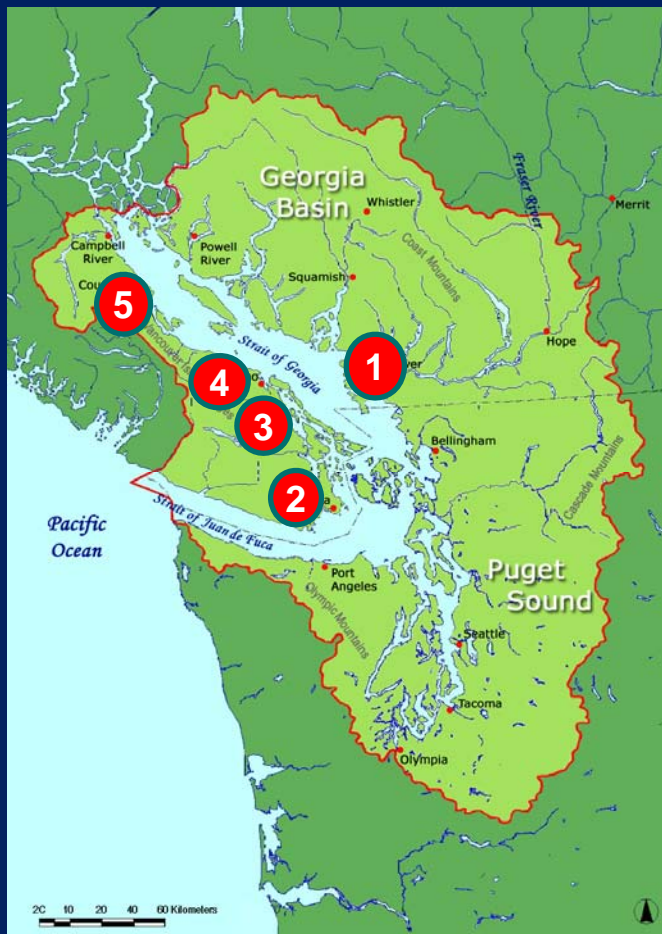 Georgia
Basin
Whistler
Fraser River
Merrit
Campbell
River
Powell
River
Coast Mountains
Squamish
5
Hope
Strait of Georgia
1
4
3
Bellingham
Cascade Mountains
2
Strait of Juan de Fuca
Pacific
Ocean
Port
Angeles
Olympic Mountains
Puget
Sound
Seattle
Tacoma
Olympia
2C 10 20 40 60 Kilometers